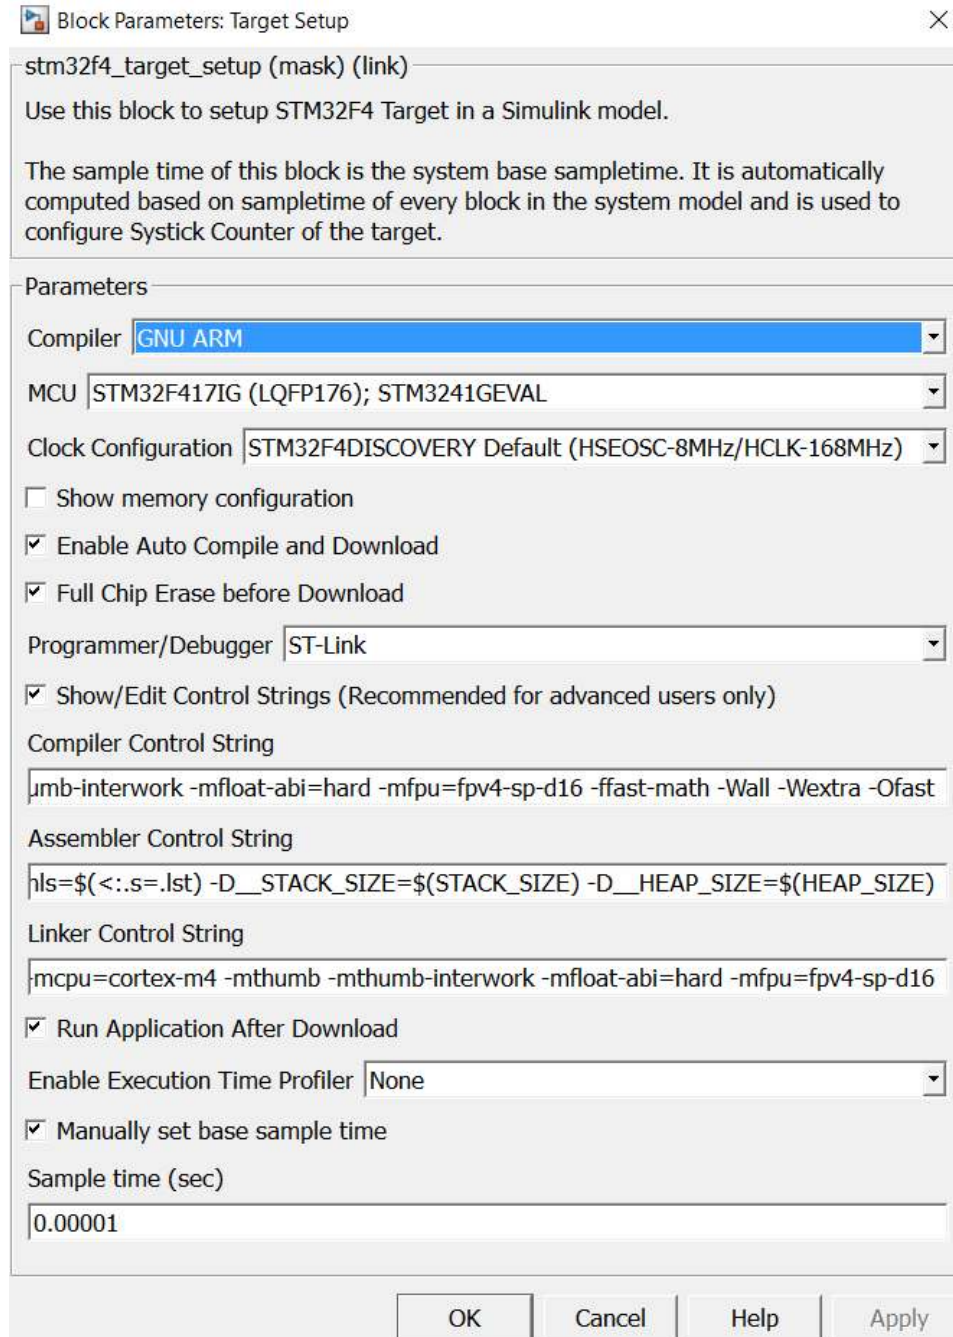 Block Parameters: Target Setup
stm32f4_target_setup (mask) (link)
Use this block to setup STM32F4 Target in a Simulink model.
The sample time of this block is the system base sampletime. It is automatically
computed based on sampletime of every block in the system model and is used to
configure Systick Counter of the target.
Parameters
Compiler GNU ARM
MCU STM32F417IG (LQFP176); STM3241GEVAL
Clock Configuration STM32F4DISCOVERY Default (HSEOSC-8MHz/HCLK-168MHz)
Show memory configuration
Enable Auto Compile and Download
Full Chip Erase before Download
Programmer/Debugger ST-Link
Show/Edit Control Strings (Recommended for advanced users only)
Compiler Control String
umb-interwork -mfloat-abi=hard -mfpu=fpv4-sp-d16 -ffast-math -Wall -Wextra -Ofast
Assembler Control String
nls=$(<:.s=.lst) -D__STACK_SIZE=$(STACK_SIZE) -D__HEAP_SIZE=$(HEAP_SIZE)
Linker Control String
-mcpu=cortex-m4 -mthumb -mthumb-interwork -mfloat-abi=hard -mfpu=fpv4-sp-d16
Run Application After Download
Enable Execution Time Profiler None
Manually set base sample time
Sample time (sec)
0.00001
OK Cancel Help Apply